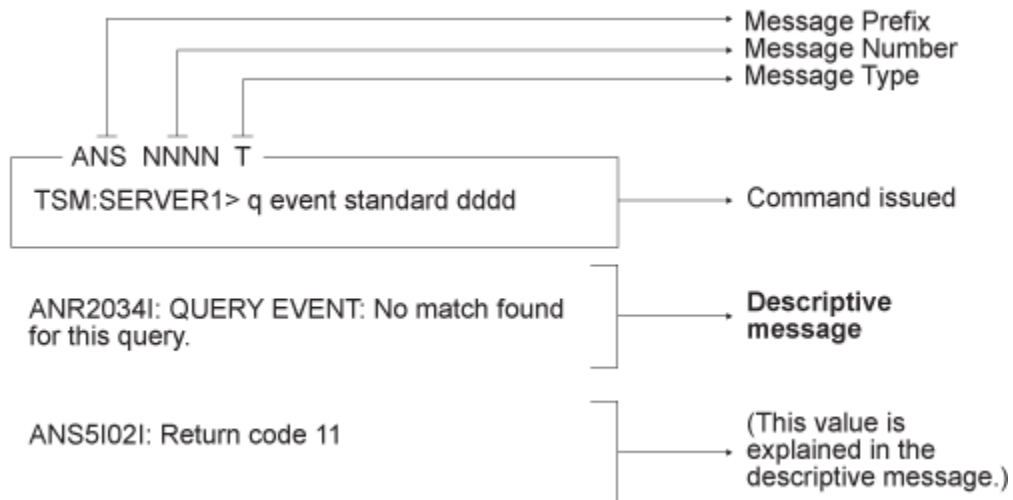 Message Prefix
Message Number
Message Type
ANS NNNN T
TSM:SERVER1> q event standard dddd
Command issued
ANR2034I: QUERY EVENT: No match found
for this query.
Descriptive
message
ANS5I02I: Return code 11
(This value is
explained in the
descriptive message.)